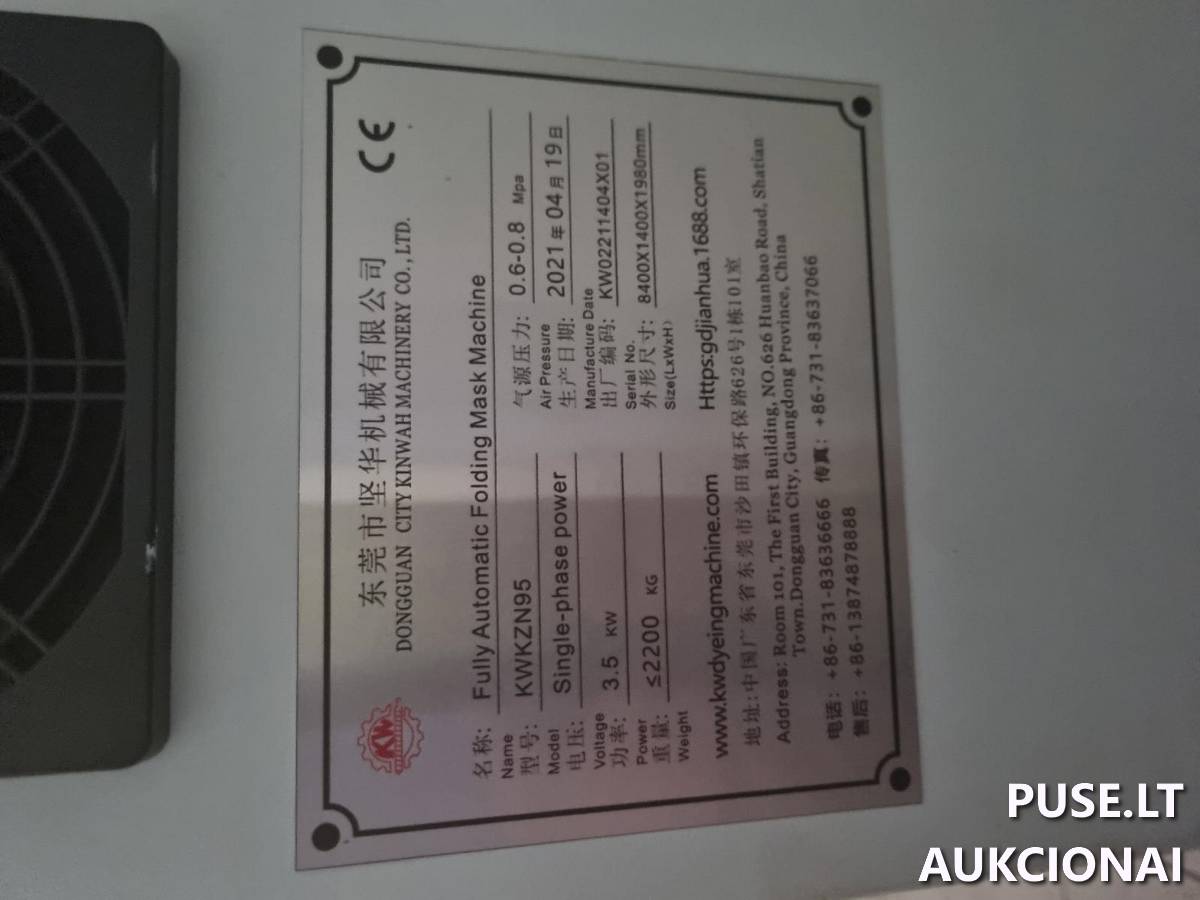 东莞市坚华机械有限公司
DONGGUAN CITY KINWAH MACHINERY CO.,LTD.
CE
KW
名称: Fully Automatic Folding Mask Machine
Name
型号: KWKZN95
Model
电压: Single-phase power
Voltage
功率: 3.5 KW
Power
重量: ≤2200 KG
Weight
气源压力: 0.6-0.8 Mpa
Air Pressure
生产日期: 2021年04月19日
Manufacture Date
出厂编码: KW02211404X01
Serial No.
外形尺寸: 8400X1400X1980mm
Size(LxWxH)
www.kwdyeingmachine.com Https:gdjianhua.1688.com
地址:中国广东省东莞市沙田镇环保路626号1栋101室
Address: Room 101, The First Building, NO.626 Huanbao Road, Shatian
Town.Dongguan City, Guangdong Province, China
电话: +86-731-83636666 传真: +86-731-83637066
售后: +86-13874878888
PUSE.LT
AUKCIONAI